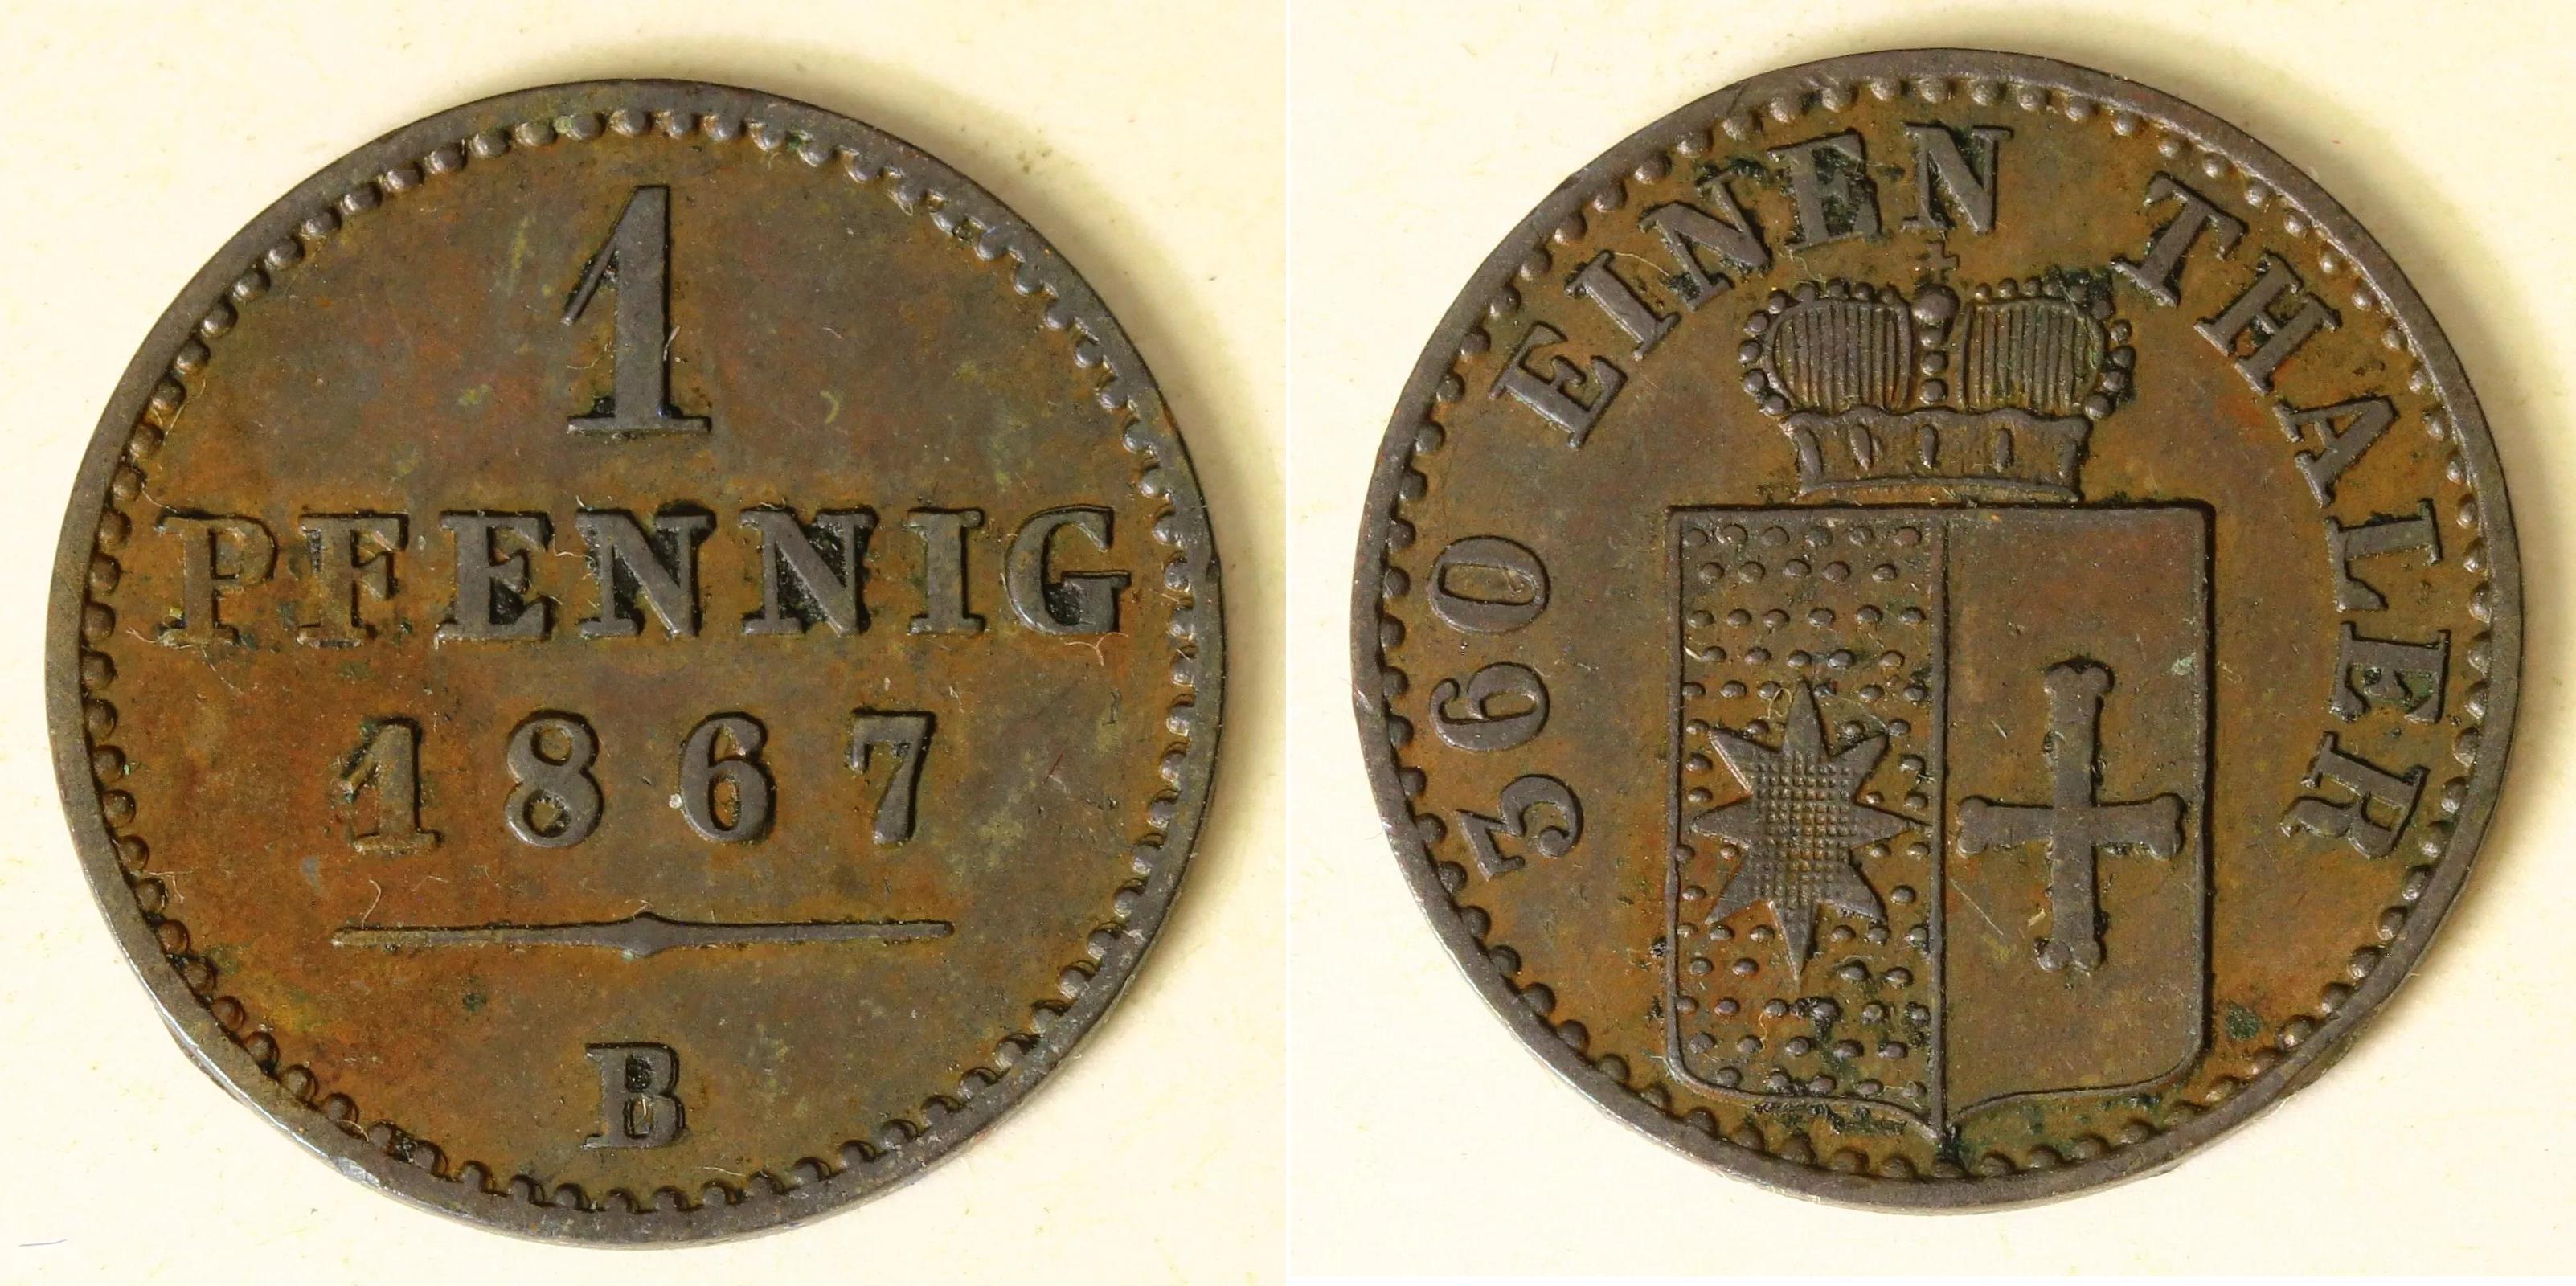 1
PFENNIG
1867
B
360 EINEN THALER